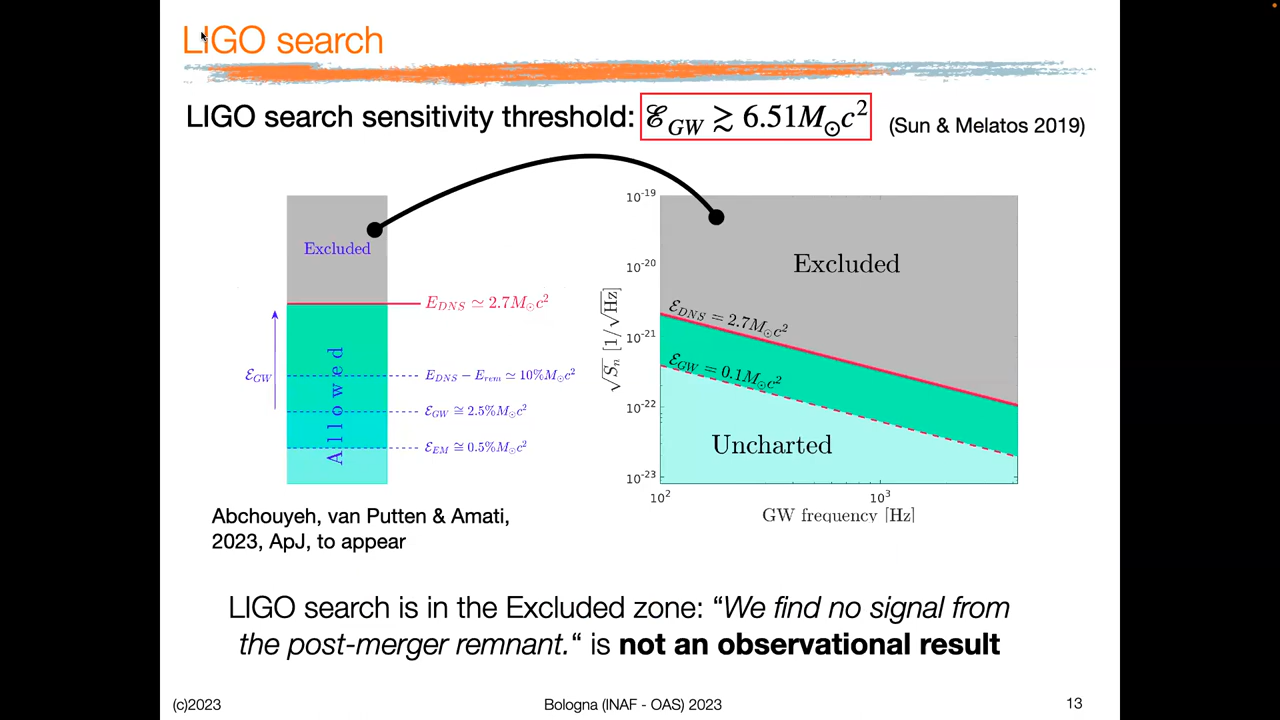 LIGO search
LIGO search sensitivity threshold: ℰ_GW ≳ 6.51M_⊙c² (Sun & Melatos 2019)
Excluded
E_DNS ≃ 2.7M_⊙c²
ℰ_GW
Allowed
E_DNS − E_rem ≃ 10%M_⊙c²
ℰ_GW ≅ 2.5%M_⊙c²
ℰ_EM ≅ 0.5%M_⊙c²
10⁻¹⁹
10⁻²⁰
10⁻²¹
10⁻²²
10⁻²³
√S_n [1/√Hz]
Excluded
ℰ_DNS = 2.7M_⊙c²
ℰ_GW = 0.1M_⊙c²
Uncharted
10² 10³
GW frequency [Hz]
Abchouyeh, van Putten & Amati,
2023, ApJ, to appear
LIGO search is in the Excluded zone: “We find no signal from
the post-merger remnant.“ is not an observational result
(c)2023 Bologna (INAF - OAS) 2023 13